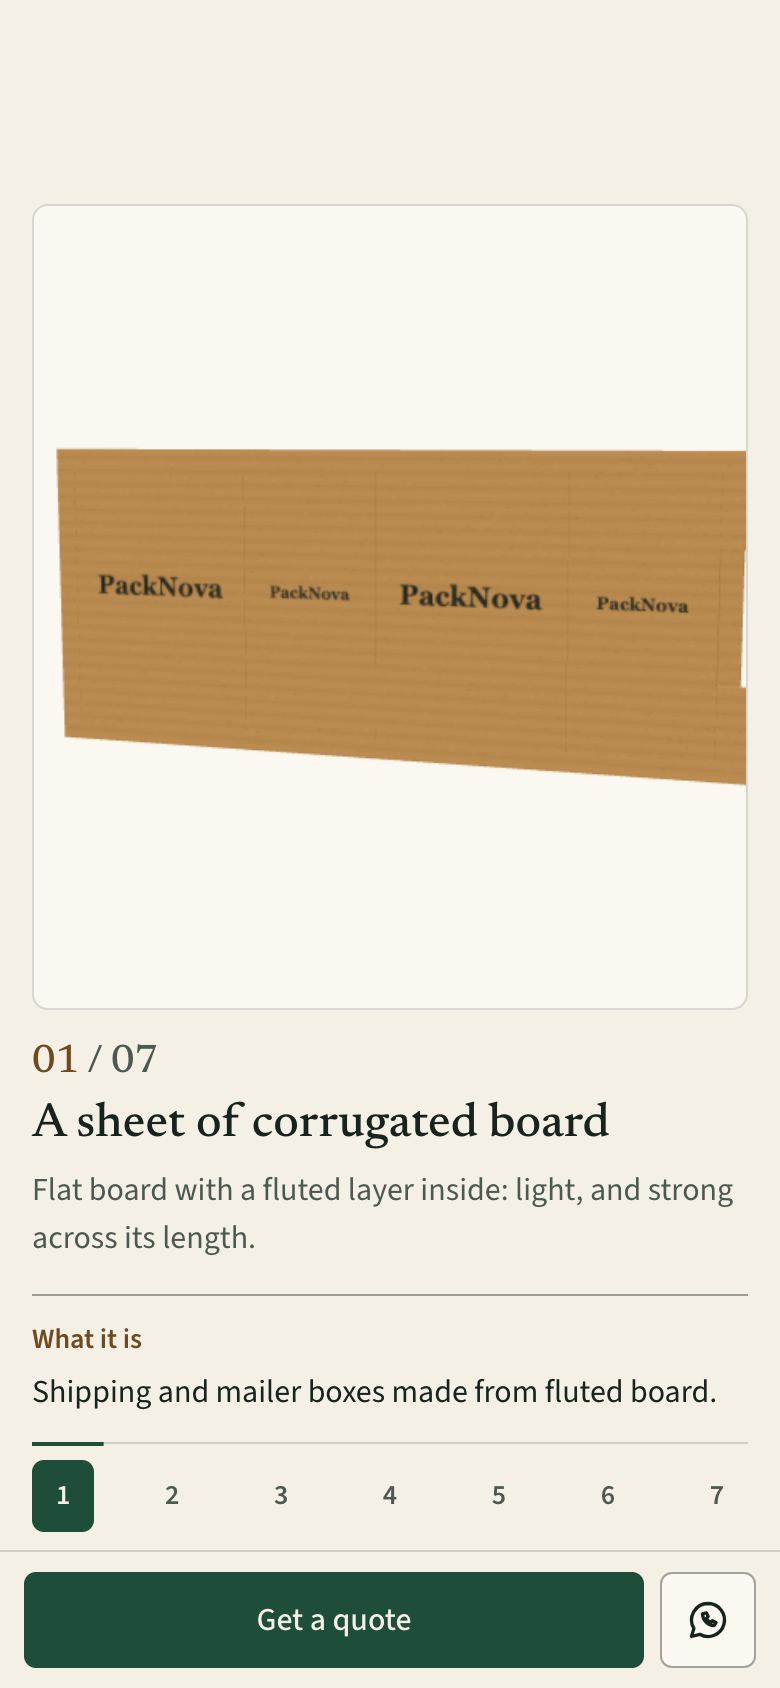 PackNova PackNova PackNova PackNova
01 / 07
A sheet of corrugated board
Flat board with a fluted layer inside: light, and strong
across its length.
What it is
Shipping and mailer boxes made from fluted board.
1 2 3 4 5 6 7
Get a quote